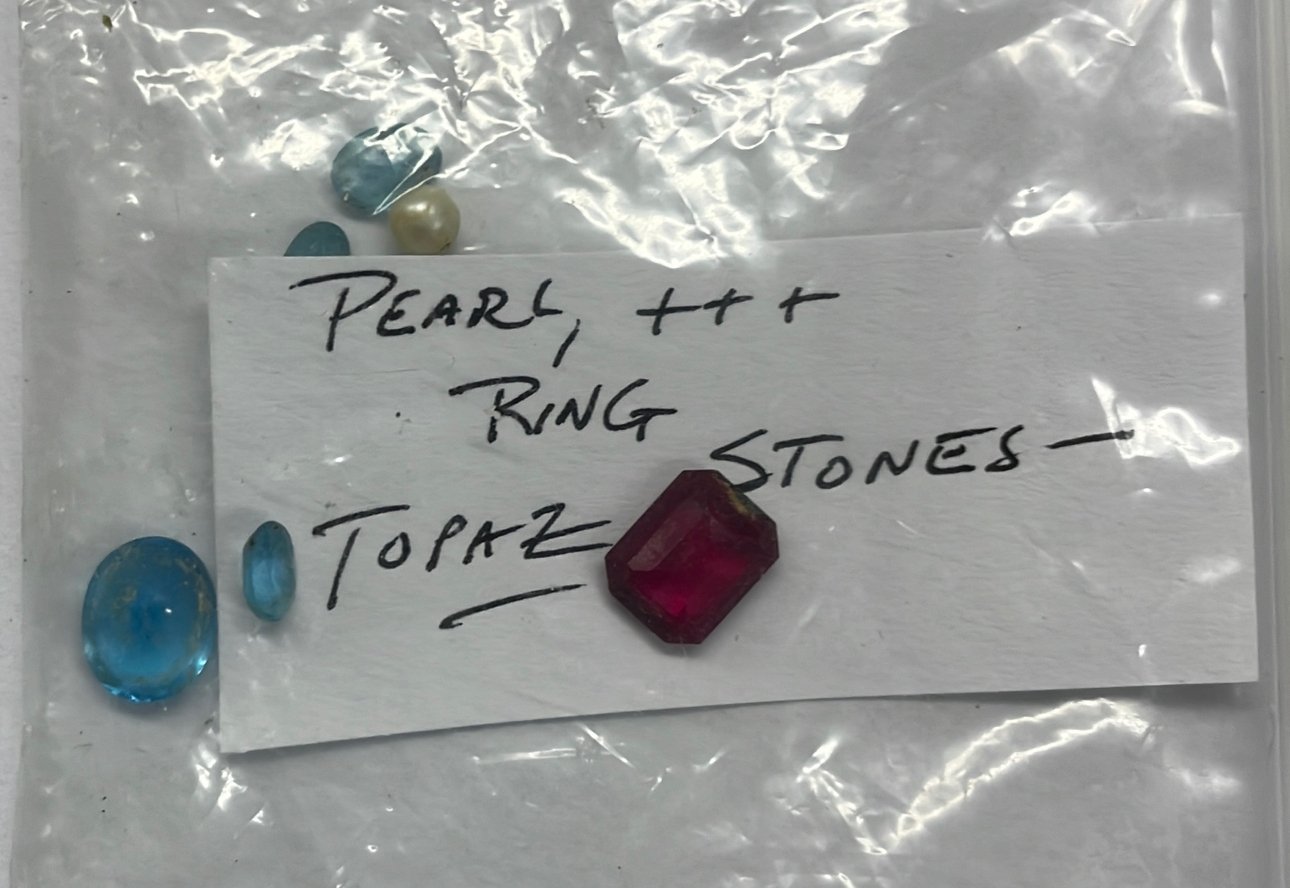 PEARL, +++
RING
STONES —
TOPAZ